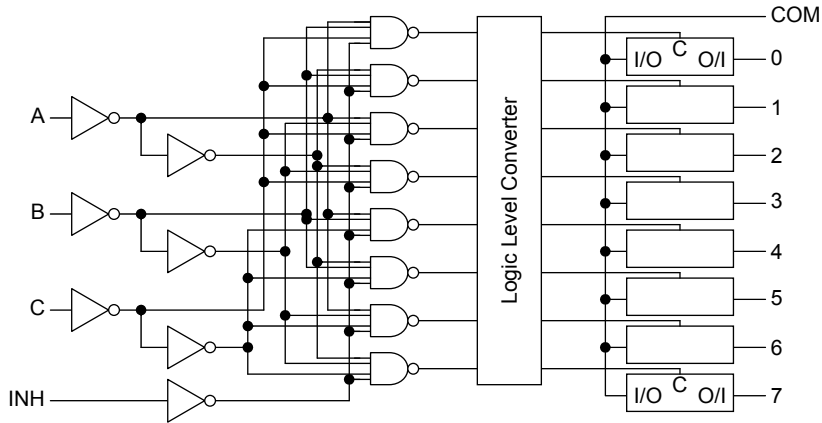 COM
I/O C O/I
0
A
1
2
B
3
Logic Level Converter
4
C
5
6
INH
I/O C O/I
7